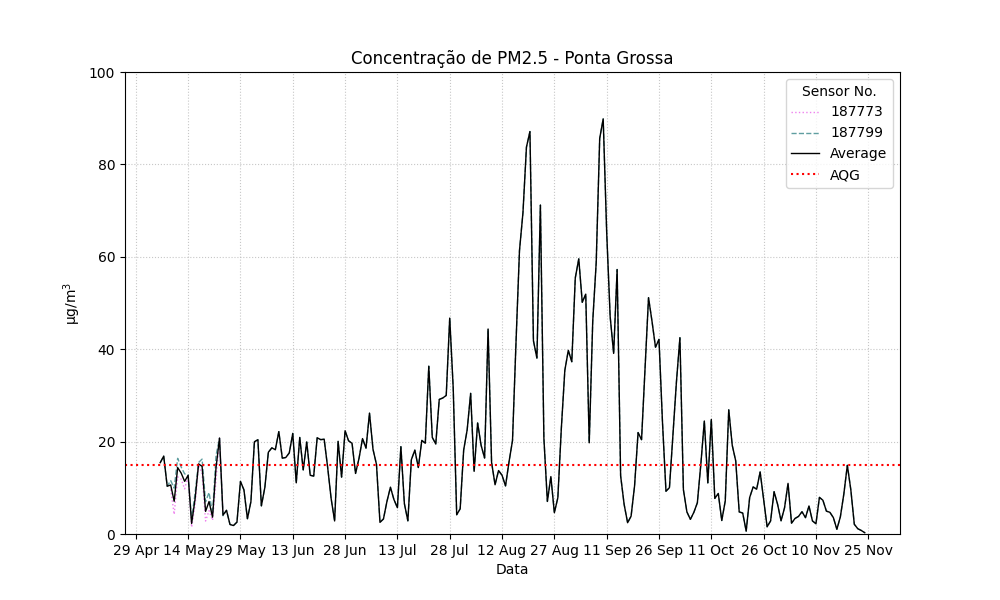 Concentração de PM2.5 - Ponta Grossa
Sensor No.
187773
187799
Average
AQG
100
80
60
40
20
0
µg/m³
29 Apr 14 May 29 May 13 Jun 28 Jun 13 Jul 28 Jul 12 Aug 27 Aug 11 Sep 26 Sep 11 Oct 26 Oct 10 Nov 25 Nov
Data